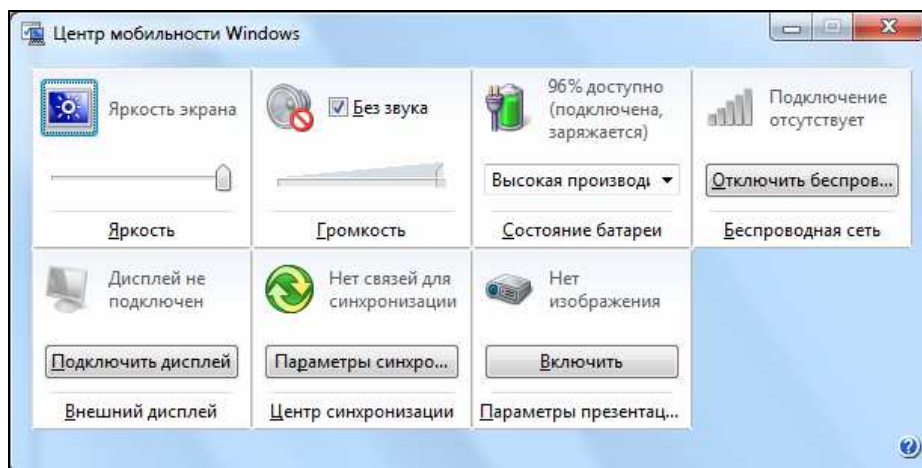 Центр мобильности Windows
Яркость экрана
Яркость
Без звука
Громкость
96% доступно
(подключена,
заряжается)
Высокая производи
Состояние батареи
Подключение
отсутствует
Отключить беспров...
Беспроводная сеть
Дисплей не
подключен
Подключить дисплей
Внешний дисплей
Нет связей для
синхронизации
Параметры синхро...
Центр синхронизации
Нет
изображения
Включить
Параметры презентац...
?